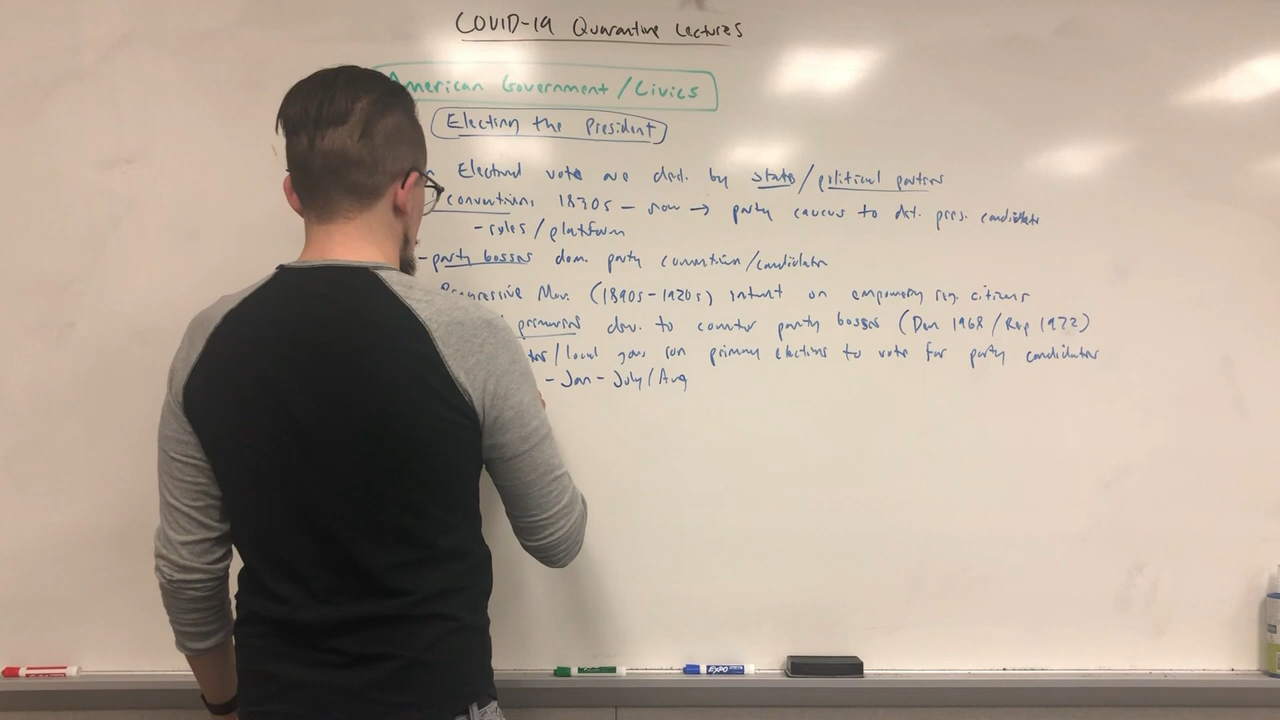 COVID-19 Quarantine Lectures
American Government / Civics
Electing the President
Electoral vote are det. by states / political parties
conventions 1830s - now → party caucus to det. pres. candidate
- rules / platform
- party bosses dom. party convention / candidate
Progressive Mov. (1890s - 1920s) intent on empowering reg. citizens
primaries dev. to counter party bosses (Dem 1968 / Rep 1972)
/ local govs run primary elections to vote for party candidates
- Jan - July / Aug
EXPO